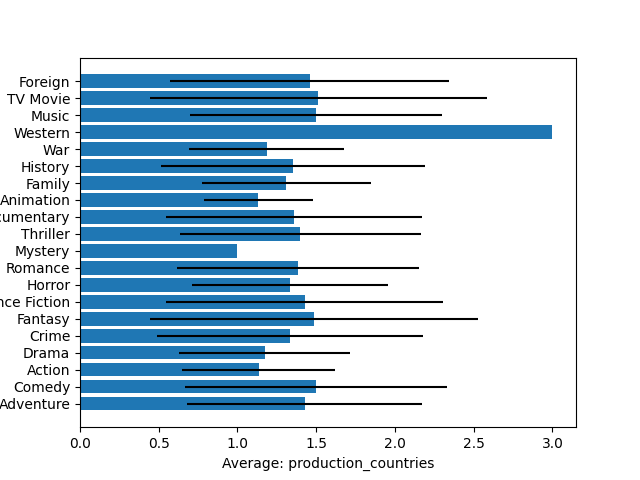 Foreign
TV Movie
Music
Western
War
History
Family
Animation
cumentary
Thriller
Mystery
Romance
Horror
nce Fiction
Fantasy
Crime
Drama
Action
Comedy
Adventure
0.0 0.5 1.0 1.5 2.0 2.5 3.0
Average: production_countries